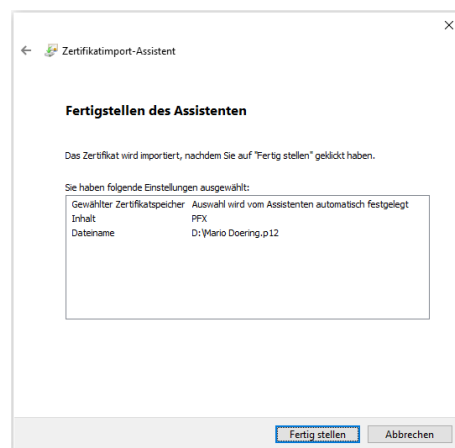 Zertifikatimport-Assistent
Fertigstellen des Assistenten
Das Zertifikat wird importiert, nachdem Sie auf "Fertig stellen" geklickt haben.
Sie haben folgende Einstellungen ausgewählt:
Gewählter Zertifikatspeicher Auswahl wird vom Assistenten automatisch festgelegt
Inhalt PFX
Dateiname D:\Mario Doering.p12
Fertig stellen Abbrechen